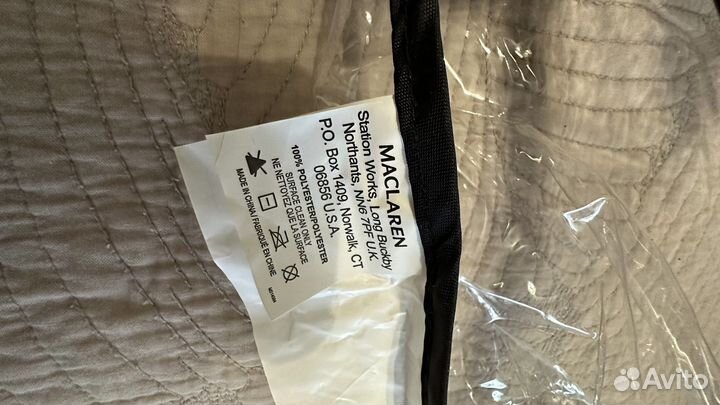 MACLAREN
Station Works, Long Buckby
Northants, NN6 7PF U.K.
P.O. Box 1409, Norwalk, CT
06856 U.S.A.
100% POLYESTER/POLYESTER
SURFACE CLEAN ONLY
NE NETTOYEZ QUE LA SURFACE
MADE IN CHINA/ FABRIQUE EN CHINE
Avito